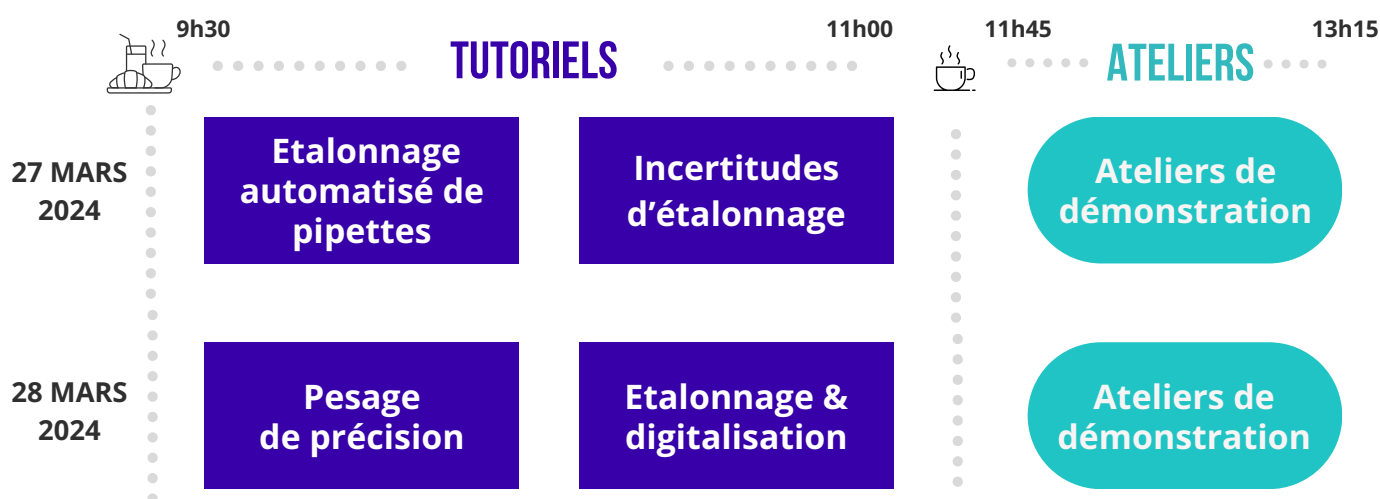 9h30
TUTORIELS
11h00
11h45
ATELIERS
13h15
27 MARS
2024
Etalonnage
automatisé de
pipettes
Incertitudes
d’étalonnage
Ateliers de
démonstration
28 MARS
2024
Pesage
de précision
Etalonnage &
digitalisation
Ateliers de
démonstration